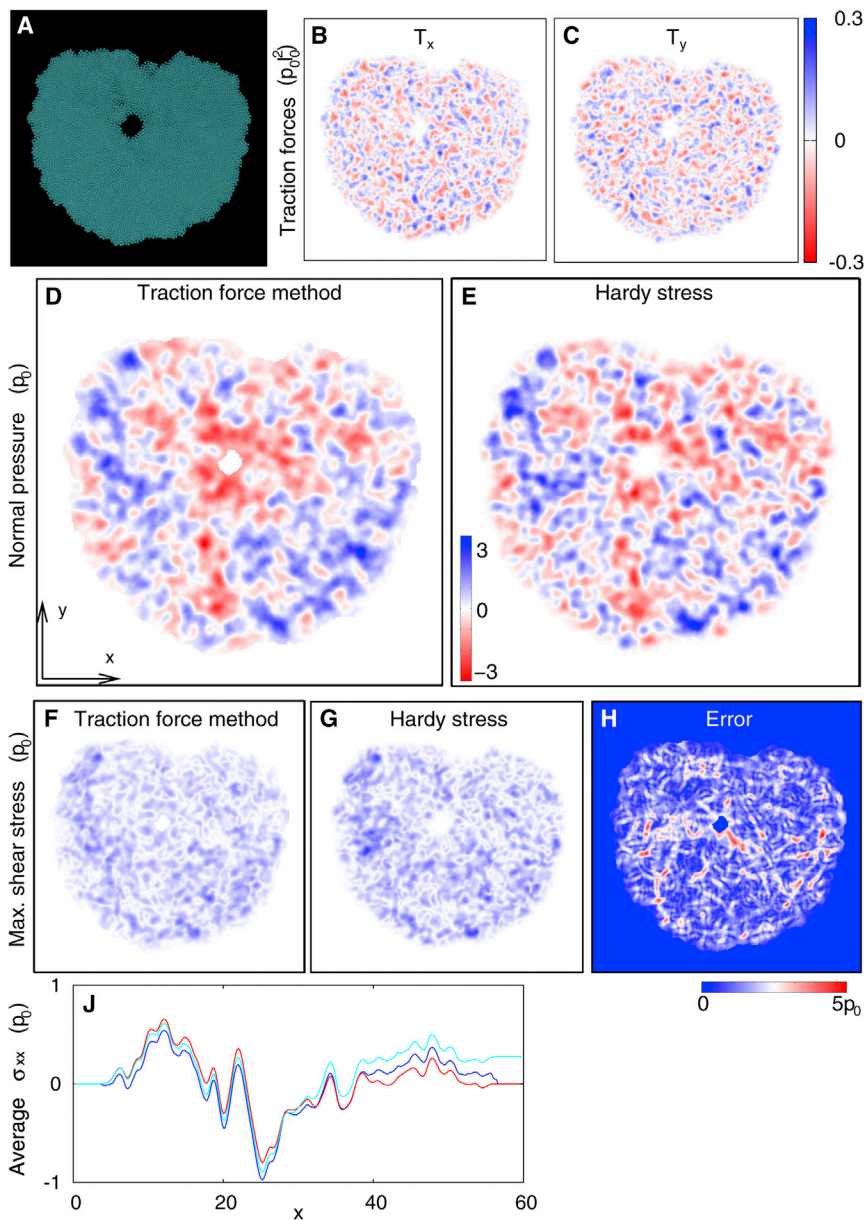 A
B
T_x
C
T_y
Traction forces (p_0l_0^2)
0.3
0
-0.3
D
Traction force method
E
Hardy stress
Normal pressure (p_0)
y
x
3
0
-3
F
Traction force method
G
Hardy stress
H
Error
Max. shear stress (p_0)
0
5p_0
J
Average σ_xx (p_0)
1
0
-1
0
20
40
60
x